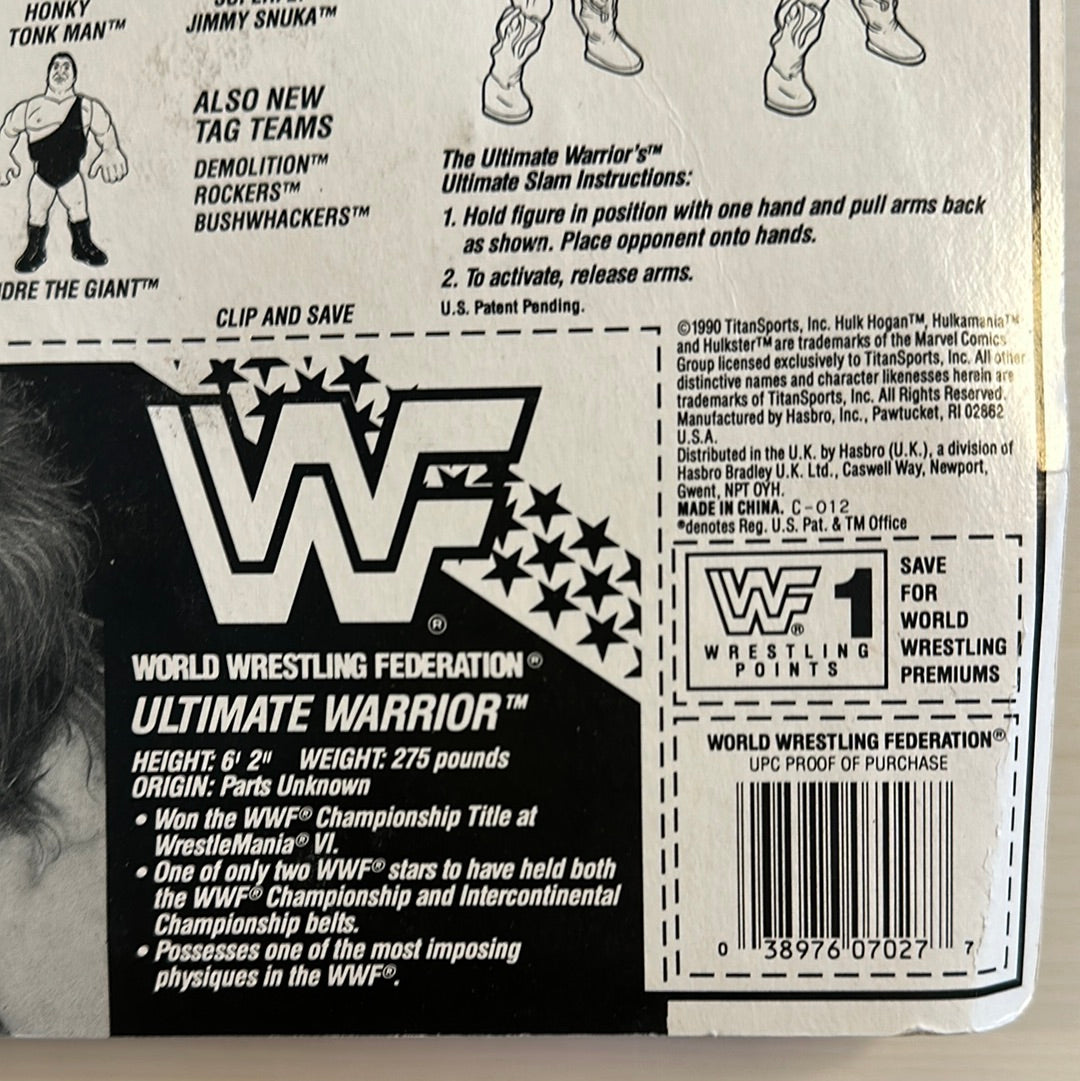 HONKY
TONK MAN™
JIMMY SNUKA™
ALSO NEW
TAG TEAMS
DEMOLITION™
ROCKERS™
BUSHWHACKERS™
DRE THE GIANT™
CLIP AND SAVE
The Ultimate Warrior's™
Ultimate Slam Instructions:
1. Hold figure in position with one hand and pull arms back
as shown. Place opponent onto hands.
2. To activate, release arms.
U.S. Patent Pending.
©1990 TitanSports, Inc. Hulk Hogan™, Hulkamania™
and Hulkster™ are trademarks of the Marvel Comics
Group licensed exclusively to TitanSports, Inc. All other
distinctive names and character likenesses herein are
trademarks of TitanSports, Inc. All Rights Reserved.
Manufactured by Hasbro, Inc., Pawtucket, RI 02862
U.S.A.
Distributed in the U.K. by Hasbro (U.K.), a division of
Hasbro Bradley U.K. Ltd., Caswell Way, Newport,
Gwent, NPT OYH.
MADE IN CHINA. C-012
®denotes Reg. U.S. Pat. & TM Office
WF®
WORLD WRESTLING FEDERATION®
ULTIMATE WARRIOR™
HEIGHT: 6' 2" WEIGHT: 275 pounds
ORIGIN: Parts Unknown
• Won the WWF® Championship Title at
WrestleMania® VI.
• One of only two WWF® stars to have held both
the WWF® Championship and Intercontinental
Championship belts.
• Possesses one of the most imposing
physiques in the WWF®.
WF® 1
WRESTLING
POINTS
SAVE
FOR
WORLD
WRESTLING
PREMIUMS
WORLD WRESTLING FEDERATION®
UPC PROOF OF PURCHASE
0 38976 07027 7